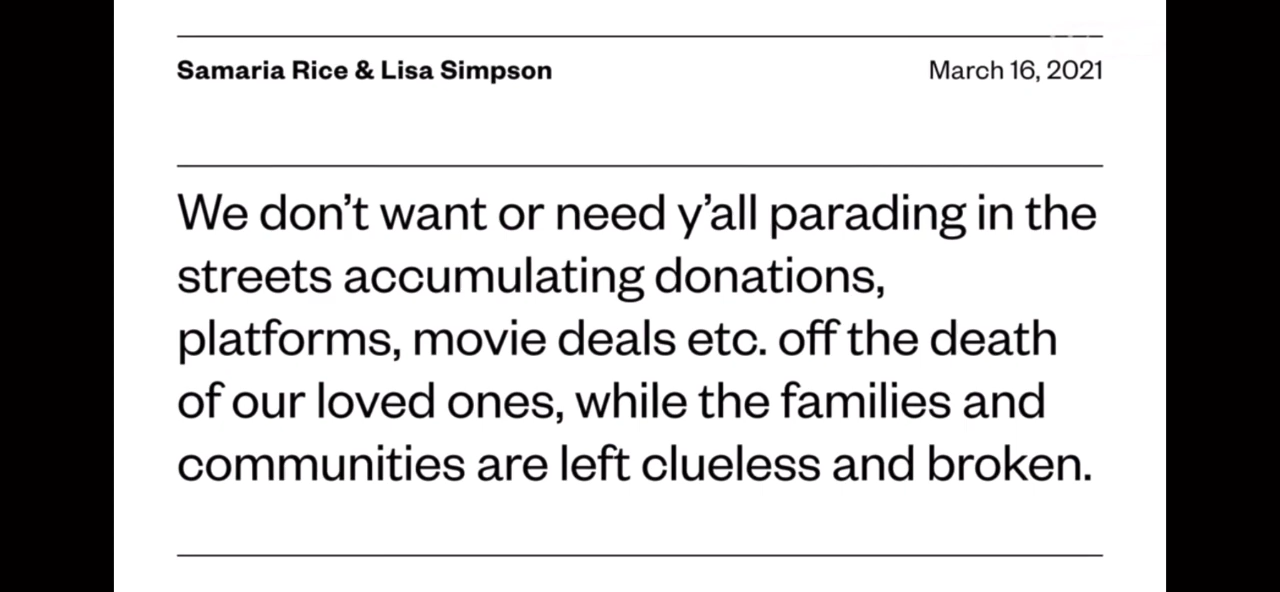 Samaria Rice & Lisa Simpson
March 16, 2021
We don’t want or need y’all parading in the
streets accumulating donations,
platforms, movie deals etc. off the death
of our loved ones, while the families and
communities are left clueless and broken.